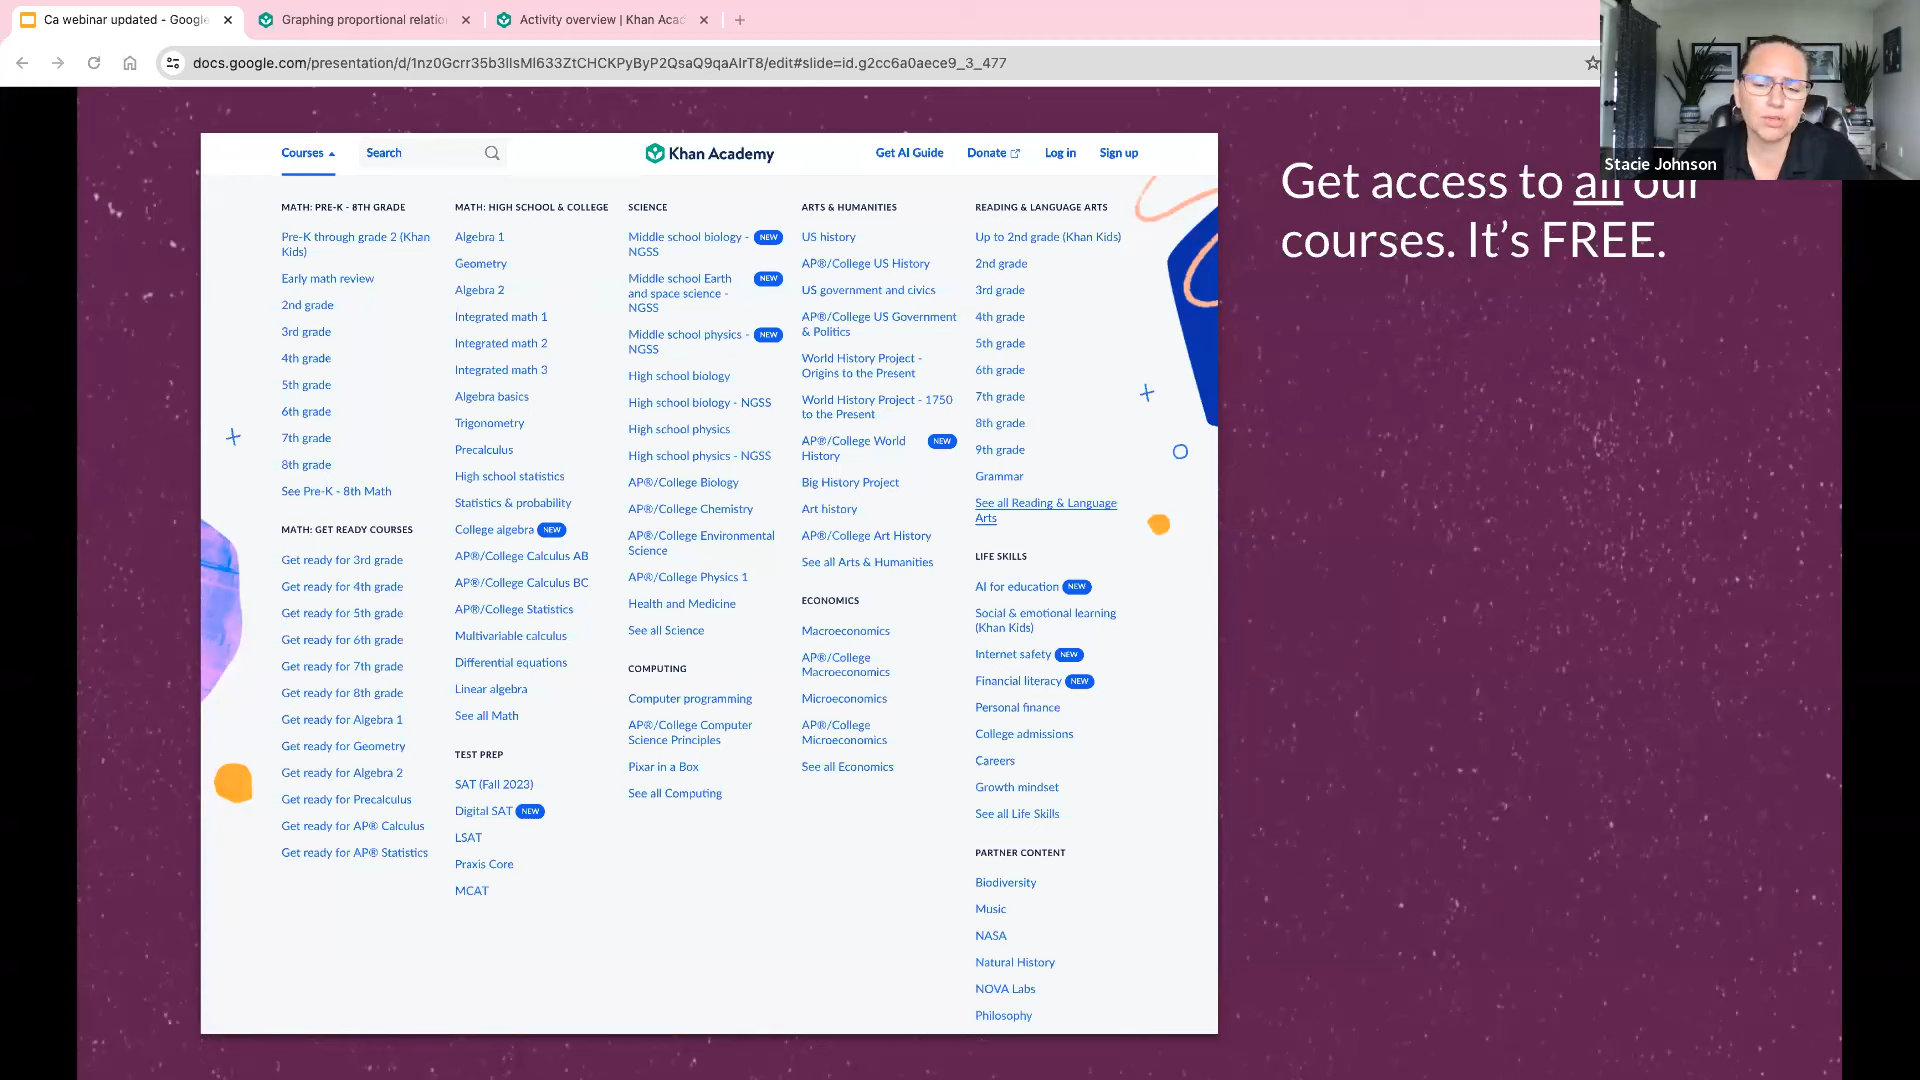 Ca webinar updated - Google
Graphing proportional relatio
Activity overview | Khan Acad
docs.google.com/presentation/d/1nz0Gcrr35b3IlsMI633ZtCHCKPyByP2QsaQ9qaAIrT8/edit#slide=id.g2cc6a0aece9_3_477
Stacie Johnson
Courses
Search
Khan Academy
Get AI Guide
Donate
Log in
Sign up
MATH: PRE-K - 8TH GRADE
Pre-K through grade 2 (Khan
Kids)
Early math review
2nd grade
3rd grade
4th grade
5th grade
6th grade
7th grade
8th grade
See Pre-K - 8th Math
MATH: GET READY COURSES
Get ready for 3rd grade
Get ready for 4th grade
Get ready for 5th grade
Get ready for 6th grade
Get ready for 7th grade
Get ready for 8th grade
Get ready for Algebra 1
Get ready for Geometry
Get ready for Algebra 2
Get ready for Precalculus
Get ready for AP® Calculus
Get ready for AP® Statistics
MATH: HIGH SCHOOL & COLLEGE
Algebra 1
Geometry
Algebra 2
Integrated math 1
Integrated math 2
Integrated math 3
Algebra basics
Trigonometry
Precalculus
High school statistics
Statistics & probability
College algebra NEW
AP®/College Calculus AB
AP®/College Calculus BC
AP®/College Statistics
Multivariable calculus
Differential equations
Linear algebra
See all Math
TEST PREP
SAT (Fall 2023)
Digital SAT NEW
LSAT
Praxis Core
MCAT
SCIENCE
Middle school biology - NEW
NGSS
Middle school Earth NEW
and space science -
NGSS
Middle school physics - NEW
NGSS
High school biology
High school biology - NGSS
High school physics
High school physics - NGSS
AP®/College Biology
AP®/College Chemistry
AP®/College Environmental
Science
AP®/College Physics 1
Health and Medicine
See all Science
COMPUTING
Computer programming
AP®/College Computer
Science Principles
Pixar in a Box
See all Computing
ARTS & HUMANITIES
US history
AP®/College US History
US government and civics
AP®/College US Government
& Politics
World History Project -
Origins to the Present
World History Project - 1750
to the Present
AP®/College World NEW
History
Big History Project
Art history
AP®/College Art History
See all Arts & Humanities
ECONOMICS
Macroeconomics
AP®/College
Macroeconomics
Microeconomics
AP®/College
Microeconomics
See all Economics
READING & LANGUAGE ARTS
Up to 2nd grade (Khan Kids)
2nd grade
3rd grade
4th grade
5th grade
6th grade
7th grade
8th grade
9th grade
Grammar
See all Reading & Language
Arts
LIFE SKILLS
AI for education NEW
Social & emotional learning
(Khan Kids)
Internet safety NEW
Financial literacy NEW
Personal finance
College admissions
Careers
Growth mindset
See all Life Skills
PARTNER CONTENT
Biodiversity
Music
NASA
Natural History
NOVA Labs
Philosophy
Get access to all our
courses. It’s FREE.